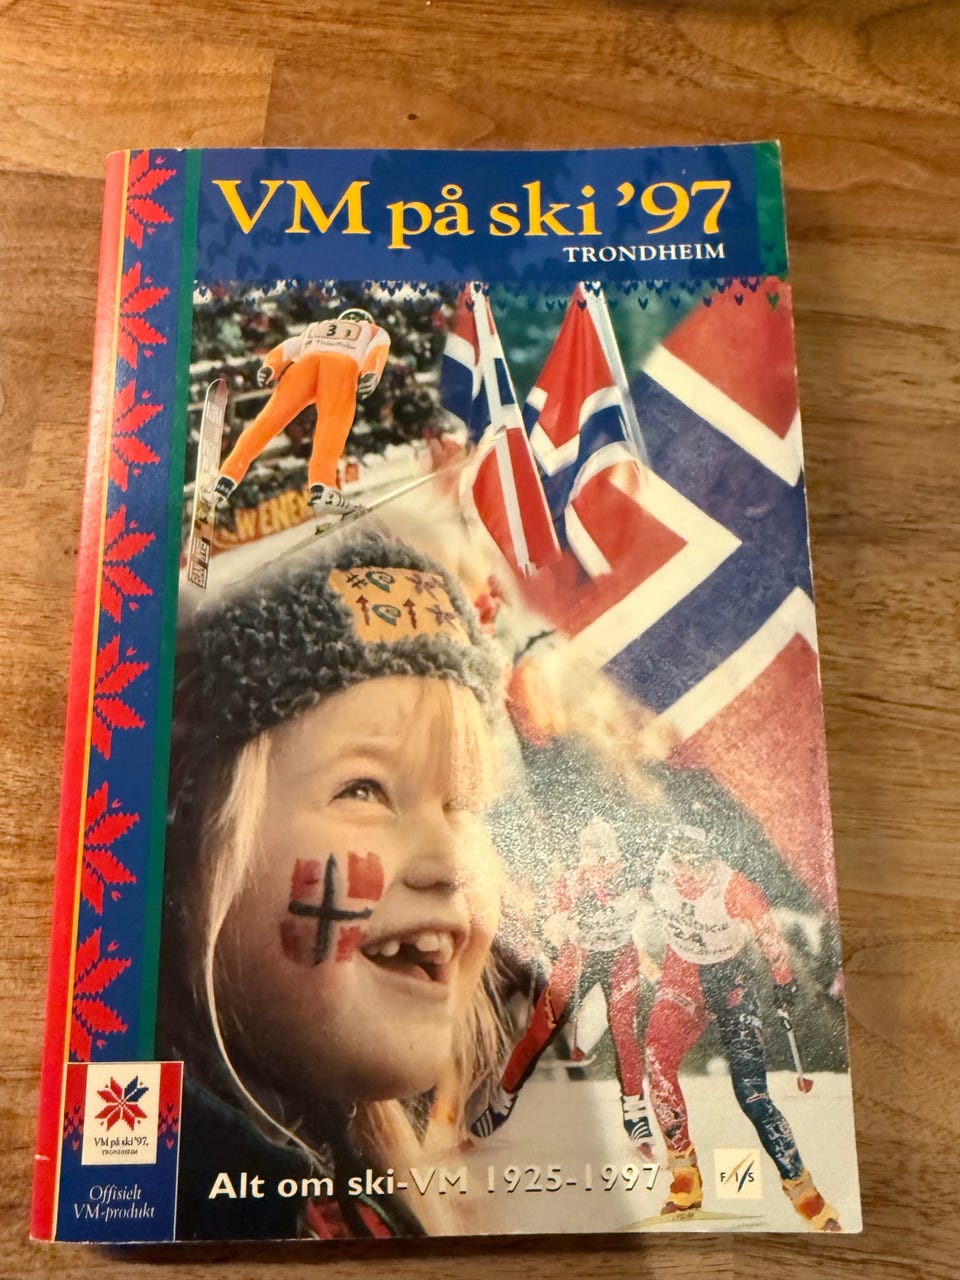 VM på ski '97
TRONDHEIM
3
Alt om ski-VM 1925-1997
FIS
VM på ski '97,
TRONDHEIM
Offisielt
VM-produkt